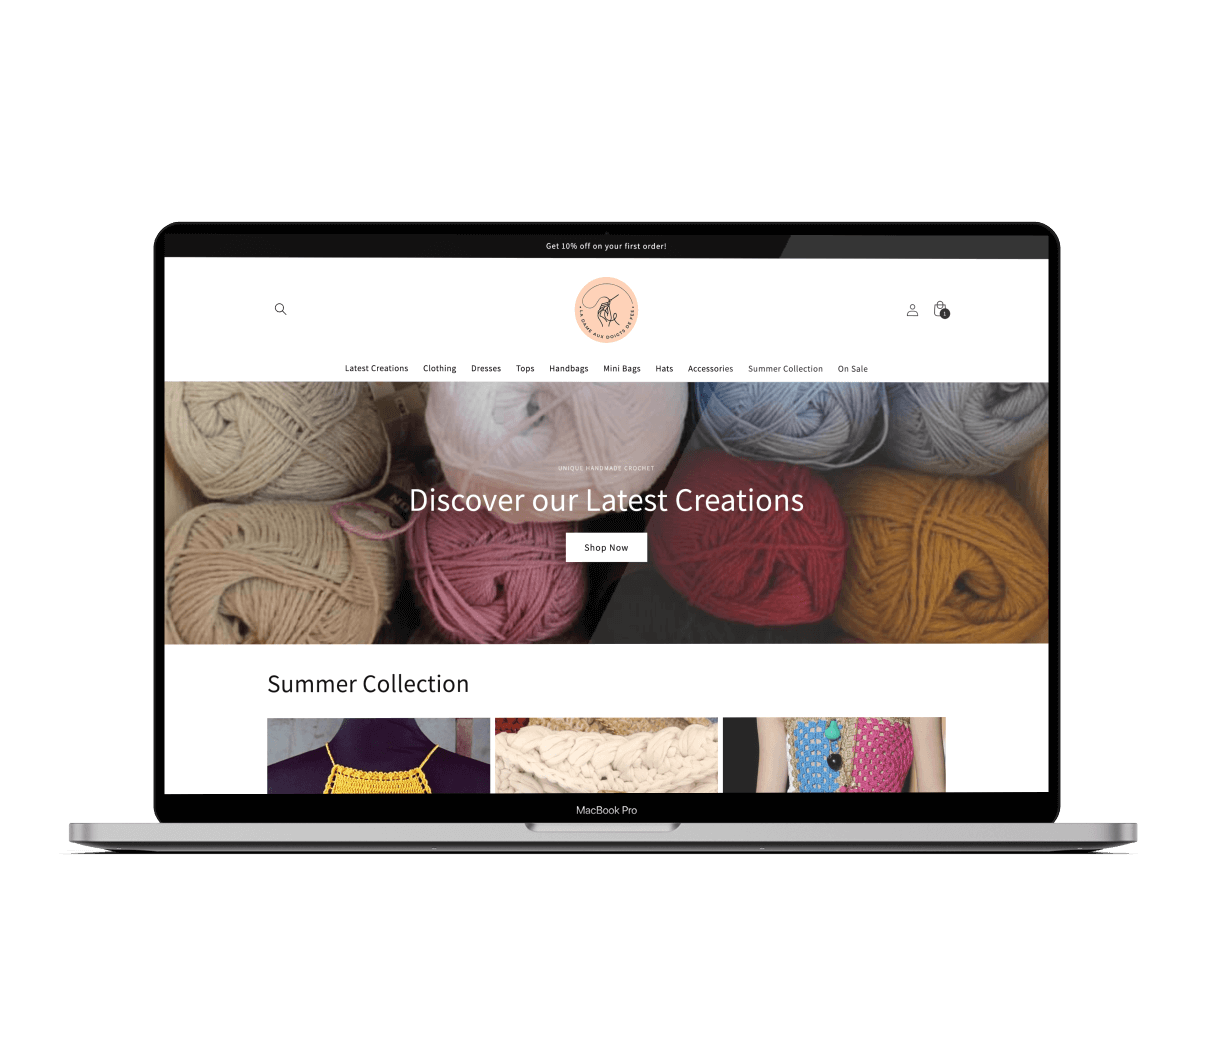 Get 10% off on your first order!
• LA DAME AUX DOIGTS DE FÉE •
1
Latest Creations Clothing Dresses Tops Handbags Mini Bags Hats Accessories Summer Collection On Sale
UNIQUE HANDMADE CROCHET
Discover our Latest Creations
Shop Now
Summer Collection
MacBook Pro